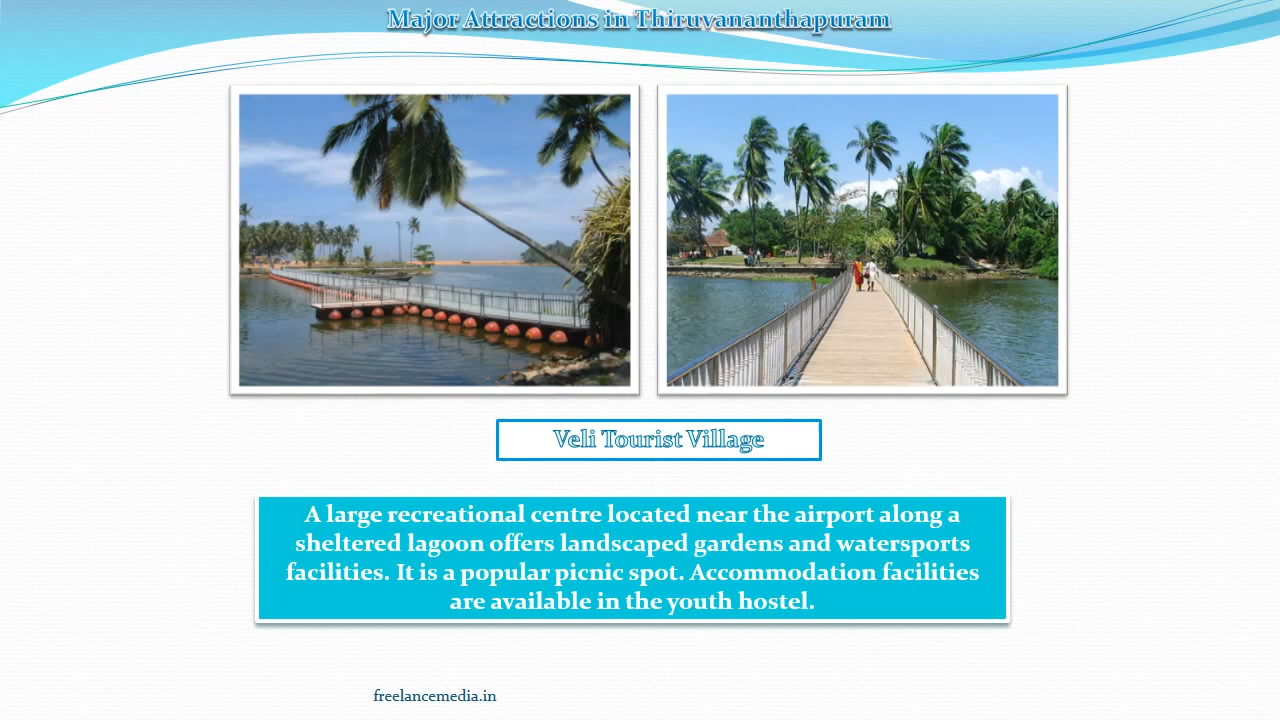 Major Attractions in Thiruvananthapuram
Veli Tourist Village
A large recreational centre located near the airport along a
sheltered lagoon offers landscaped gardens and watersports
facilities. It is a popular picnic spot. Accommodation facilities
are available in the youth hostel.
freelancemedia.in